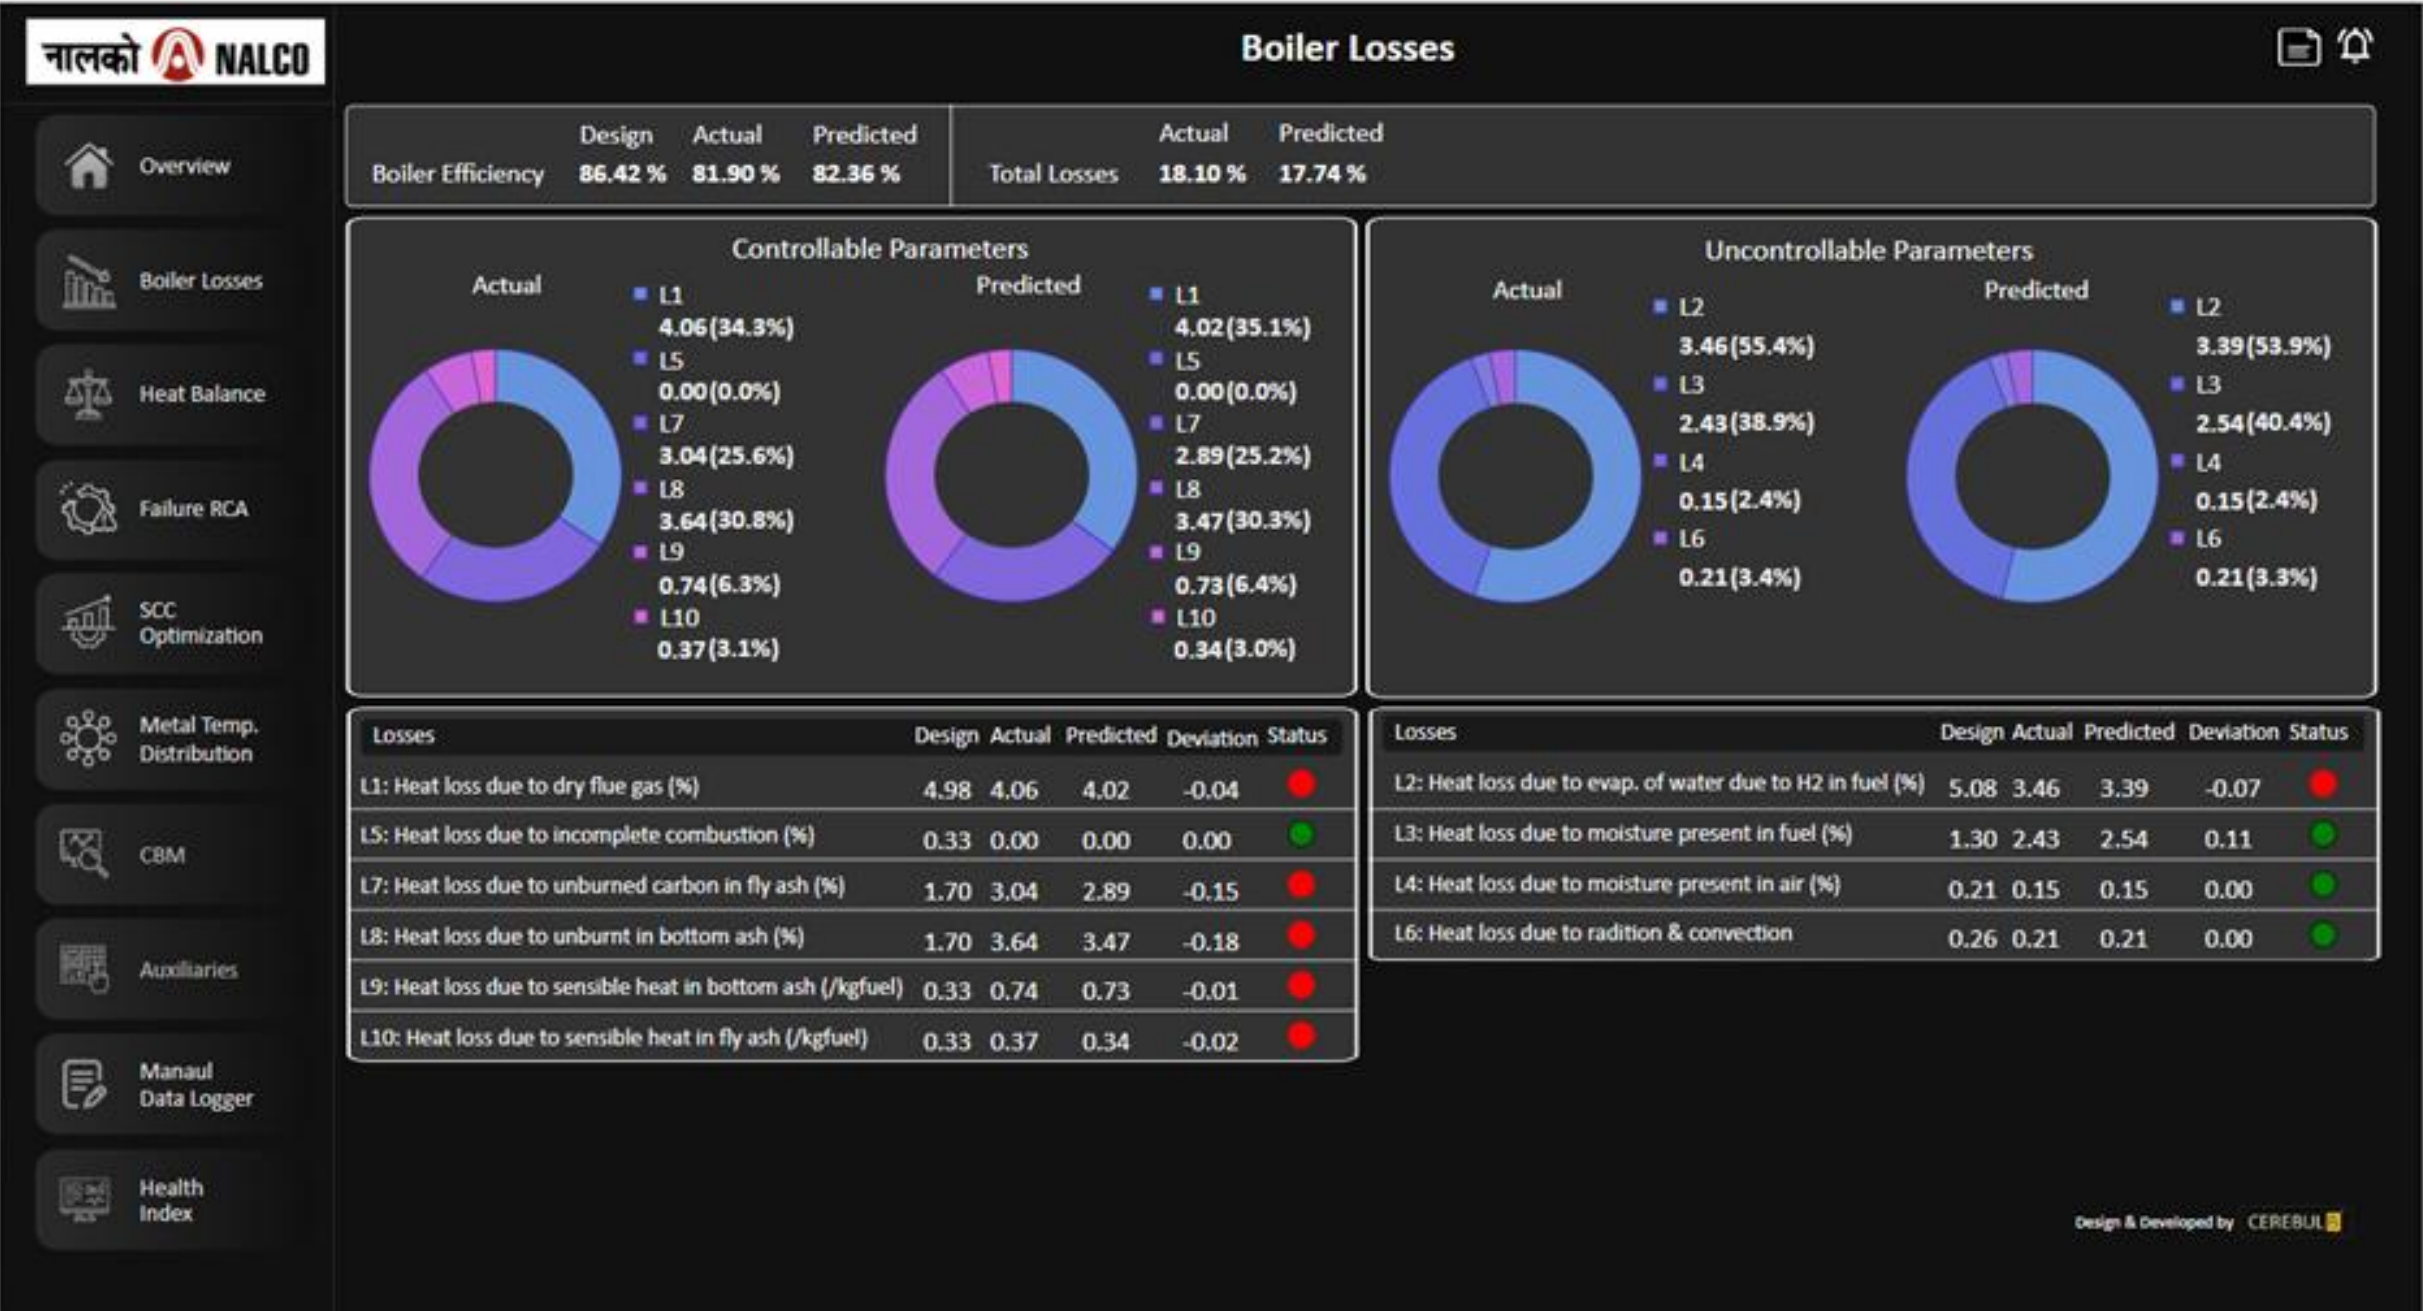 नालको NALCO
Boiler Losses
Overview
Boiler Losses
Heat Balance
Failure RCA
SCC
Optimization
Metal Temp.
Distribution
CBM
Auxiliaries
Manaul
Data Logger
Health
Index
Design Actual Predicted
Boiler Efficiency 86.42 % 81.90 % 82.36 %
Actual Predicted
Total Losses 18.10 % 17.74 %
Controllable Parameters
Actual
L1
4.06(34.3%)
L5
0.00(0.0%)
L7
3.04(25.6%)
L8
3.64(30.8%)
L9
0.74(6.3%)
L10
0.37(3.1%)
Predicted
L1
4.02(35.1%)
L5
0.00(0.0%)
L7
2.89(25.2%)
L8
3.47(30.3%)
L9
0.73(6.4%)
L10
0.34(3.0%)
Uncontrollable Parameters
Actual
L2
3.46(55.4%)
L3
2.43(38.9%)
L4
0.15(2.4%)
L6
0.21(3.4%)
Predicted
L2
3.39(53.9%)
L3
2.54(40.4%)
L4
0.15(2.4%)
L6
0.21(3.3%)
Losses Design Actual Predicted Deviation Status
L1: Heat loss due to dry flue gas (%) 4.98 4.06 4.02 -0.04
L5: Heat loss due to incomplete combustion (%) 0.33 0.00 0.00 0.00
L7: Heat loss due to unburned carbon in fly ash (%) 1.70 3.04 2.89 -0.15
L8: Heat loss due to unburnt in bottom ash (%) 1.70 3.64 3.47 -0.18
L9: Heat loss due to sensible heat in bottom ash (/kgfuel) 0.33 0.74 0.73 -0.01
L10: Heat loss due to sensible heat in fly ash (/kgfuel) 0.33 0.37 0.34 -0.02
Losses Design Actual Predicted Deviation Status
L2: Heat loss due to evap. of water due to H2 in fuel (%) 5.08 3.46 3.39 -0.07
L3: Heat loss due to moisture present in fuel (%) 1.30 2.43 2.54 0.11
L4: Heat loss due to moisture present in air (%) 0.21 0.15 0.15 0.00
L6: Heat loss due to radition & convection 0.26 0.21 0.21 0.00
Design & Developed by CEREBULB